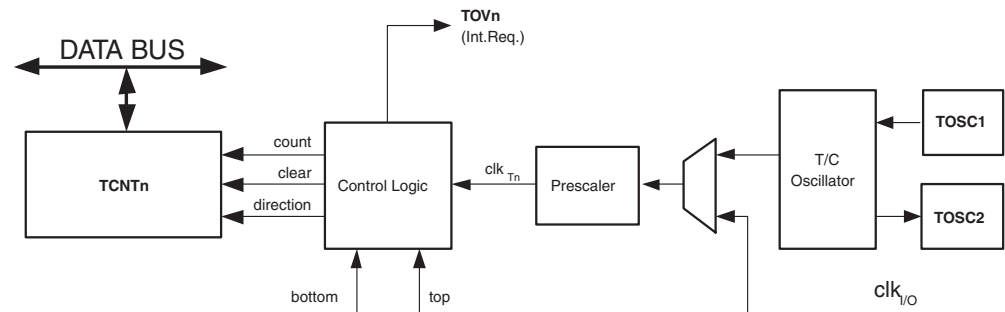 TOVn
(Int.Req.)
DATA BUS
TCNTn
count
clear
direction
Control Logic
clk Tn
Prescaler
T/C
Oscillator
TOSC1
TOSC2
bottom
top
clk I/O